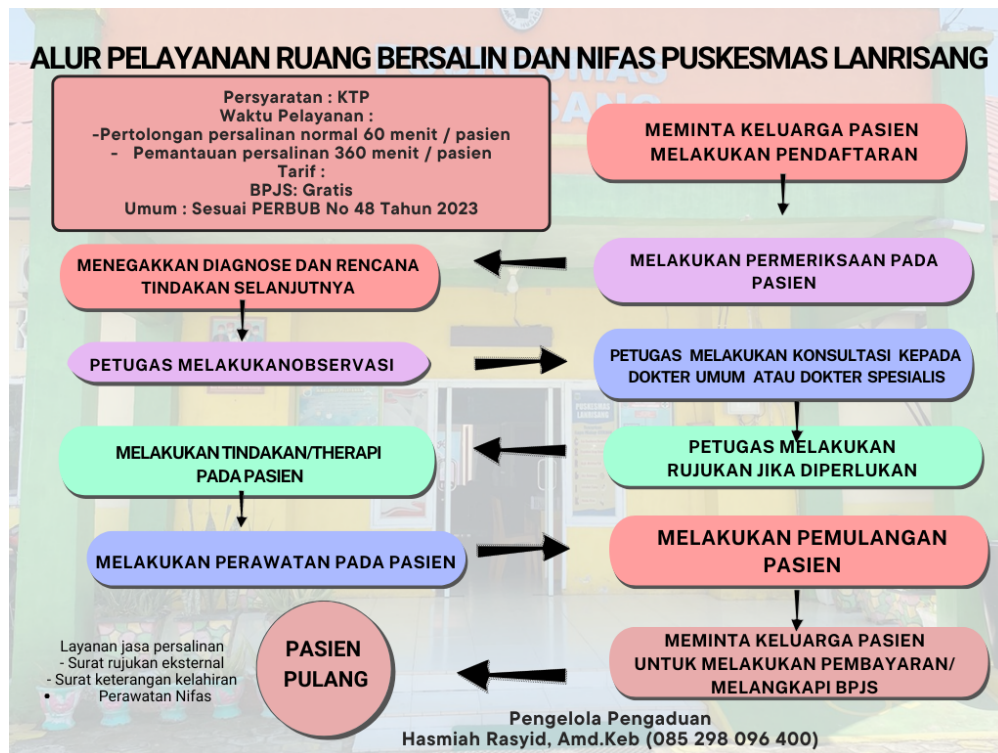 ALUR PELAYANAN RUANG BERSALIN DAN NIFAS PUSKESMAS LANRISANG
Persyaratan : KTP
Waktu Pelayanan :
-Pertolongan persalinan normal 60 menit / pasien
- Pemantauan persalinan 360 menit / pasien
Tarif :
BPJS: Gratis
Umum : Sesuai PERBUB No 48 Tahun 2023
MEMINTA KELUARGA PASIEN
MELAKUKAN PENDAFTARAN
MELAKUKAN PERMERIKSAAN PADA
PASIEN
MENEGAKKAN DIAGNOSE DAN RENCANA
TINDAKAN SELANJUTNYA
PETUGAS MELAKUKANOBSERVASI
PETUGAS MELAKUKAN KONSULTASI KEPADA
DOKTER UMUM ATAU DOKTER SPESIALIS
PETUGAS MELAKUKAN
RUJUKAN JIKA DIPERLUKAN
MELAKUKAN TINDAKAN/THERAPI
PADA PASIEN
MELAKUKAN PERAWATAN PADA PASIEN
MELAKUKAN PEMULANGAN
PASIEN
MEMINTA KELUARGA PASIEN
UNTUK MELAKUKAN PEMBAYARAN/
MELANGKAPI BPJS
PASIEN
PULANG
Layanan jasa persalinan
- Surat rujukan eksternal
- Surat keterangan kelahiran
• Perawatan Nifas
Pengelola Pengaduan
Hasmiah Rasyid, Amd.Keb (085 298 096 400)
PUSKESMAS
LANRISANG